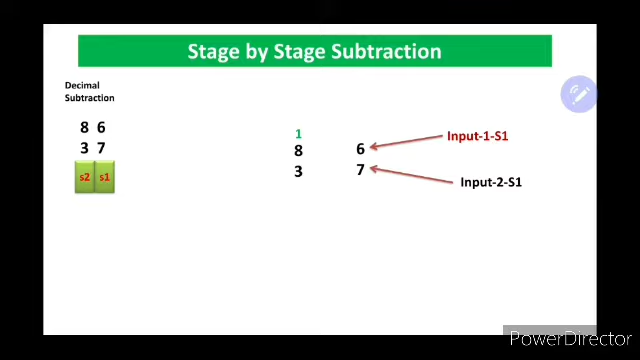 Stage by Stage Subtraction
Decimal
Subtraction
8 6
3 7
s2 s1
1
8 6
3 7
Input-1-S1
Input-2-S1
PowerDirector